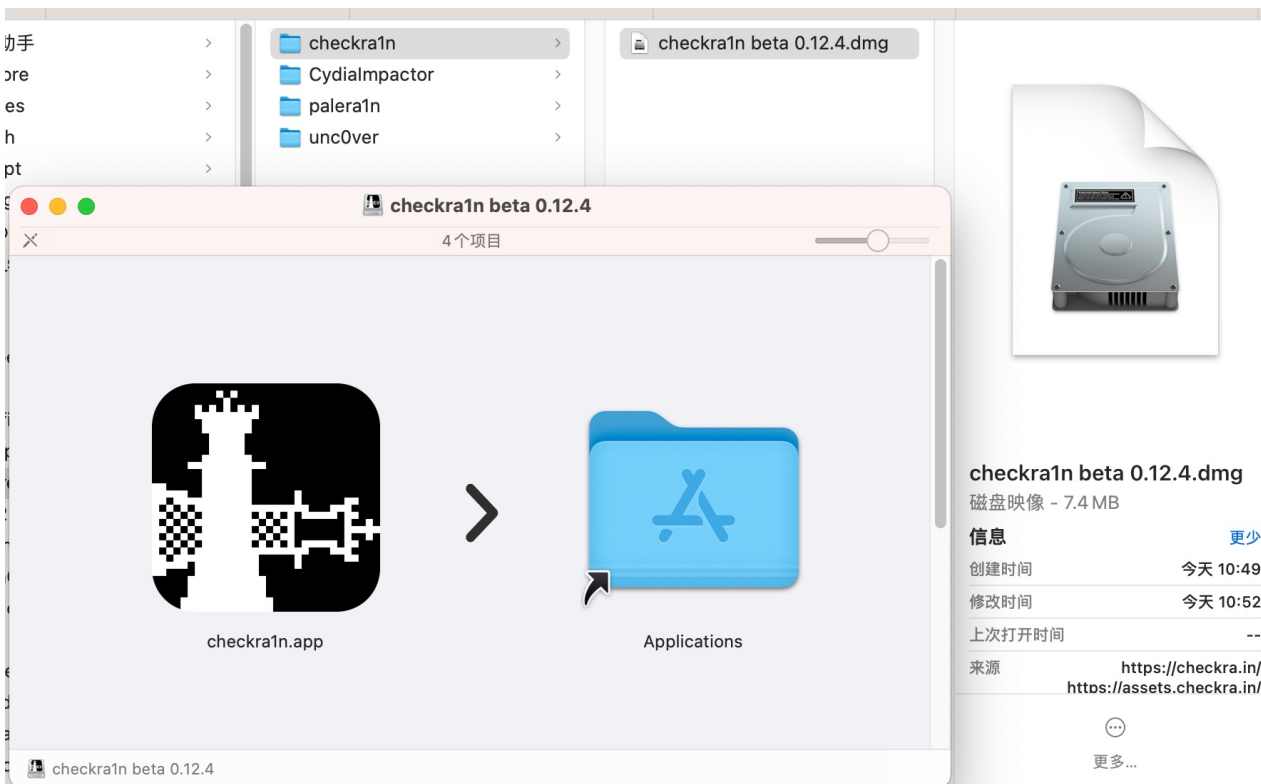 助手
checkra1n
checkra1n beta 0.12.4.dmg
ore
CydiaImpactor
es
palera1n
h
unc0ver
pt
checkra1n beta 0.12.4
4个项目
checkra1n.app
Applications
checkra1n beta 0.12.4
checkra1n beta 0.12.4.dmg
磁盘映像 - 7.4 MB
信息 更少
创建时间 今天 10:49
修改时间 今天 10:52
上次打开时间 --
来源 https://checkra.in/
https://assets.checkra.in/
更多...